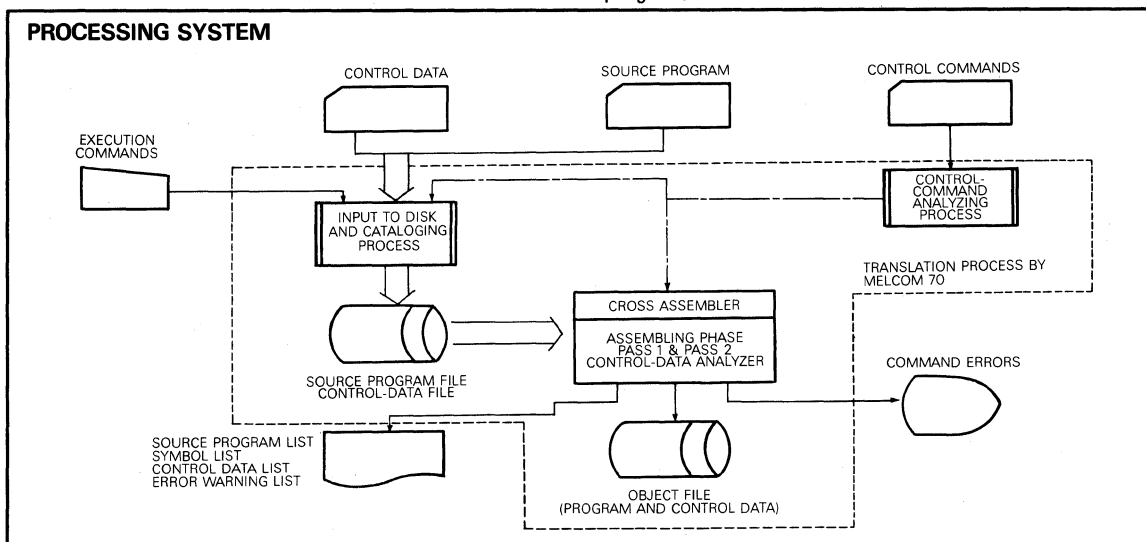 PROCESSING SYSTEM
CONTROL DATA
SOURCE PROGRAM
CONTROL COMMANDS
EXECUTION
COMMANDS
INPUT TO DISK
AND CATALOGING
PROCESS
CONTROL-
COMMAND
ANALYZING
PROCESS
TRANSLATION PROCESS BY
MELCOM 70
CROSS ASSEMBLER
ASSEMBLING PHASE
PASS 1 & PASS 2
CONTROL-DATA ANALYZER
SOURCE PROGRAM FILE
CONTROL-DATA FILE
COMMAND ERRORS
SOURCE PROGRAM LIST
SYMBOL LIST
CONTROL DATA LIST
ERROR WARNING LIST
OBJECT FILE
(PROGRAM AND CONTROL DATA)